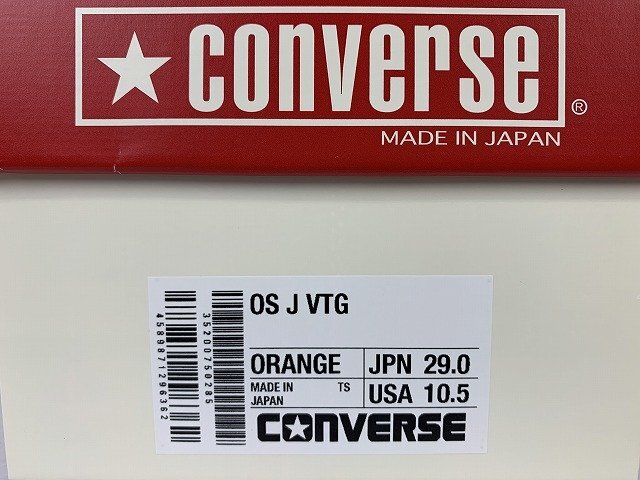 CONVERSE®
MADE IN JAPAN
OS J VTG
ORANGE JPN 29.0
MADE IN JAPAN TS USA 10.5
CONVERSE
4589871296362
35200750285